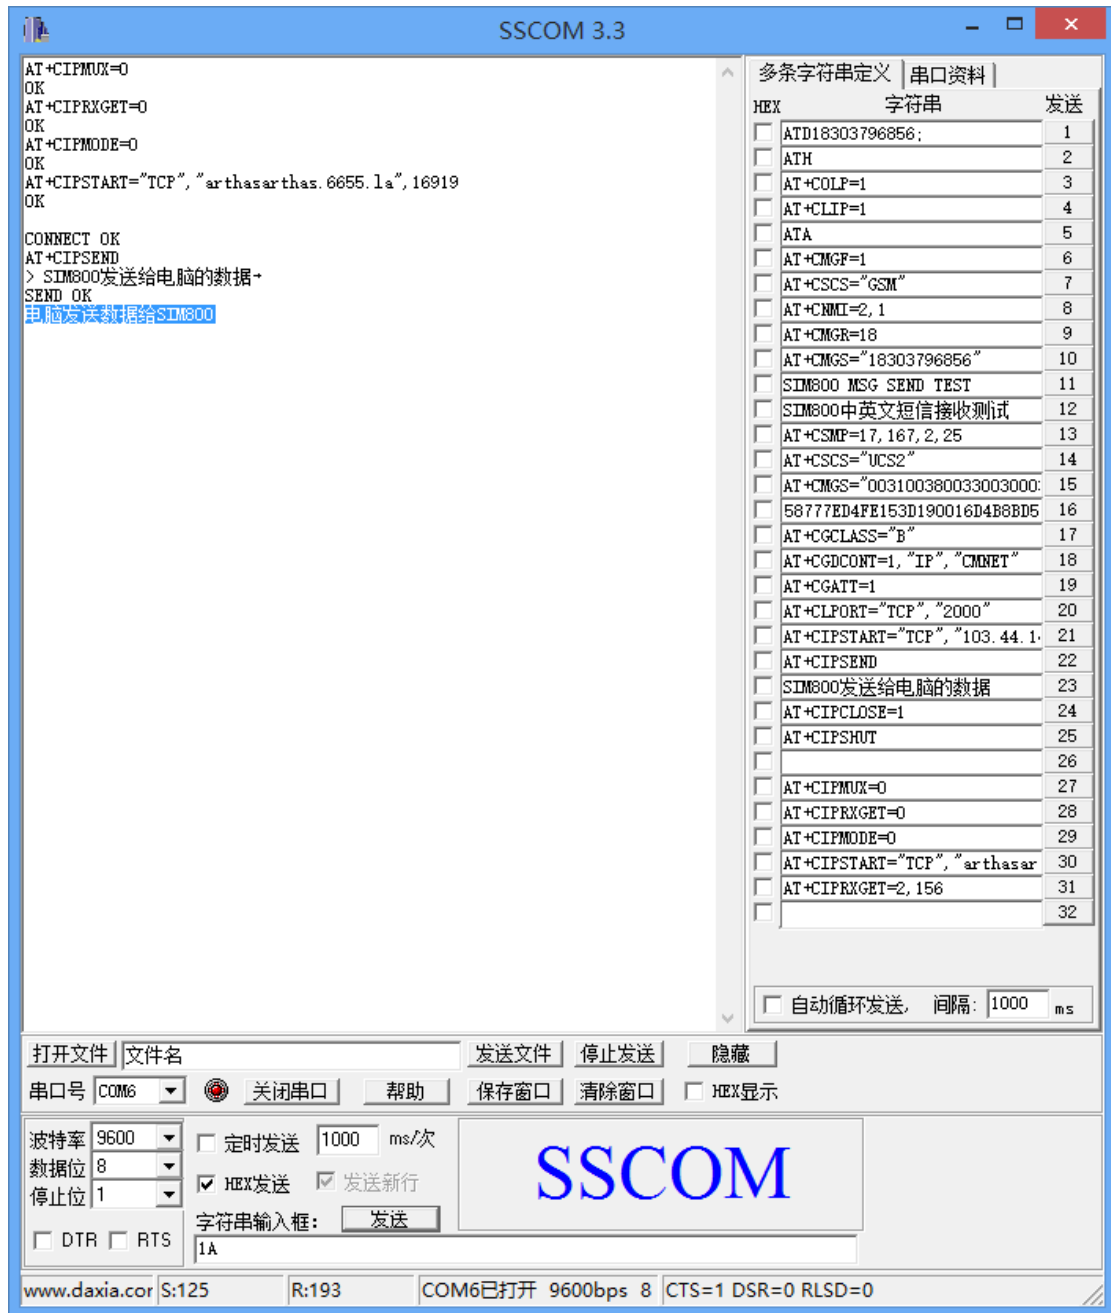 SSCOM 3.3
AT+CIPMUX=0
OK
AT+CIPRXGET=0
OK
AT+CIPMODE=0
OK
AT+CIPSTART="TCP","arthasarthas.6655.la",16919
OK
CONNECT OK
AT+CIPSEND
> SIM800发送给电脑的数据→
SEND OK
电脑发送数据给SIM800
多条字符串定义 串口资料
HEX 字符串 发送
ATD18303796856; 1
ATH 2
AT+COLP=1 3
AT+CLIP=1 4
ATA 5
AT+CMGF=1 6
AT+CSCS="GSM" 7
AT+CNMI=2,1 8
AT+CMGR=18 9
AT+CMGS="18303796856" 10
SIM800 MSG SEND TEST 11
SIM800中英文短信接收测试 12
AT+CSMP=17,167,2,25 13
AT+CSCS="UCS2" 14
AT+CMGS="003100380033003000 15
58777ED4FE153D190016D4B8BD5 16
AT+CGCLASS="B" 17
AT+CGDCONT=1,"IP","CMNET" 18
AT+CGATT=1 19
AT+CLPORT="TCP","2000" 20
AT+CIPSTART="TCP","103.44.1 21
AT+CIPSEND 22
SIM800发送给电脑的数据 23
AT+CIPCLOSE=1 24
AT+CIPSHUT 25
26
AT+CIPMUX=0 27
AT+CIPRXGET=0 28
AT+CIPMODE=0 29
AT+CIPSTART="TCP","arthasar 30
AT+CIPRXGET=2,156 31
32
自动循环发送, 间隔: 1000 ms
打开文件 文件名 发送文件 停止发送 隐藏
串口号 COM6 关闭串口 帮助 保存窗口 清除窗口 HEX显示
波特率 9600 定时发送 1000 ms/次
数据位 8
停止位 1 HEX发送 发送新行
SSCOM
字符串输入框: 发送
DTR RTS 1A
www.daxia.cor S:125 R:193 COM6已打开 9600bps 8 CTS=1 DSR=0 RLSD=0